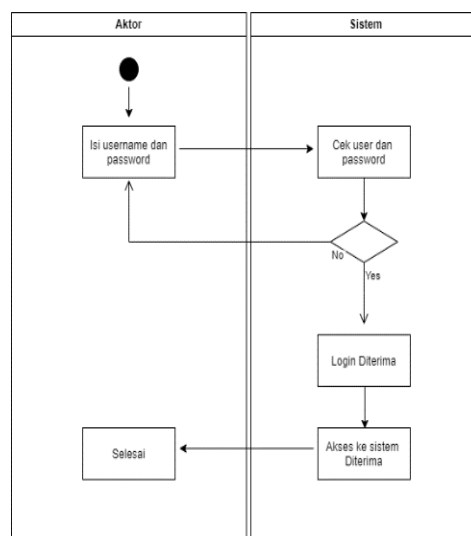 Aktor
Sistem
Isi username dan
password
Cek user dan
password
No
Yes
Login Diterima
Selesai
Akses ke sistem
Diterima